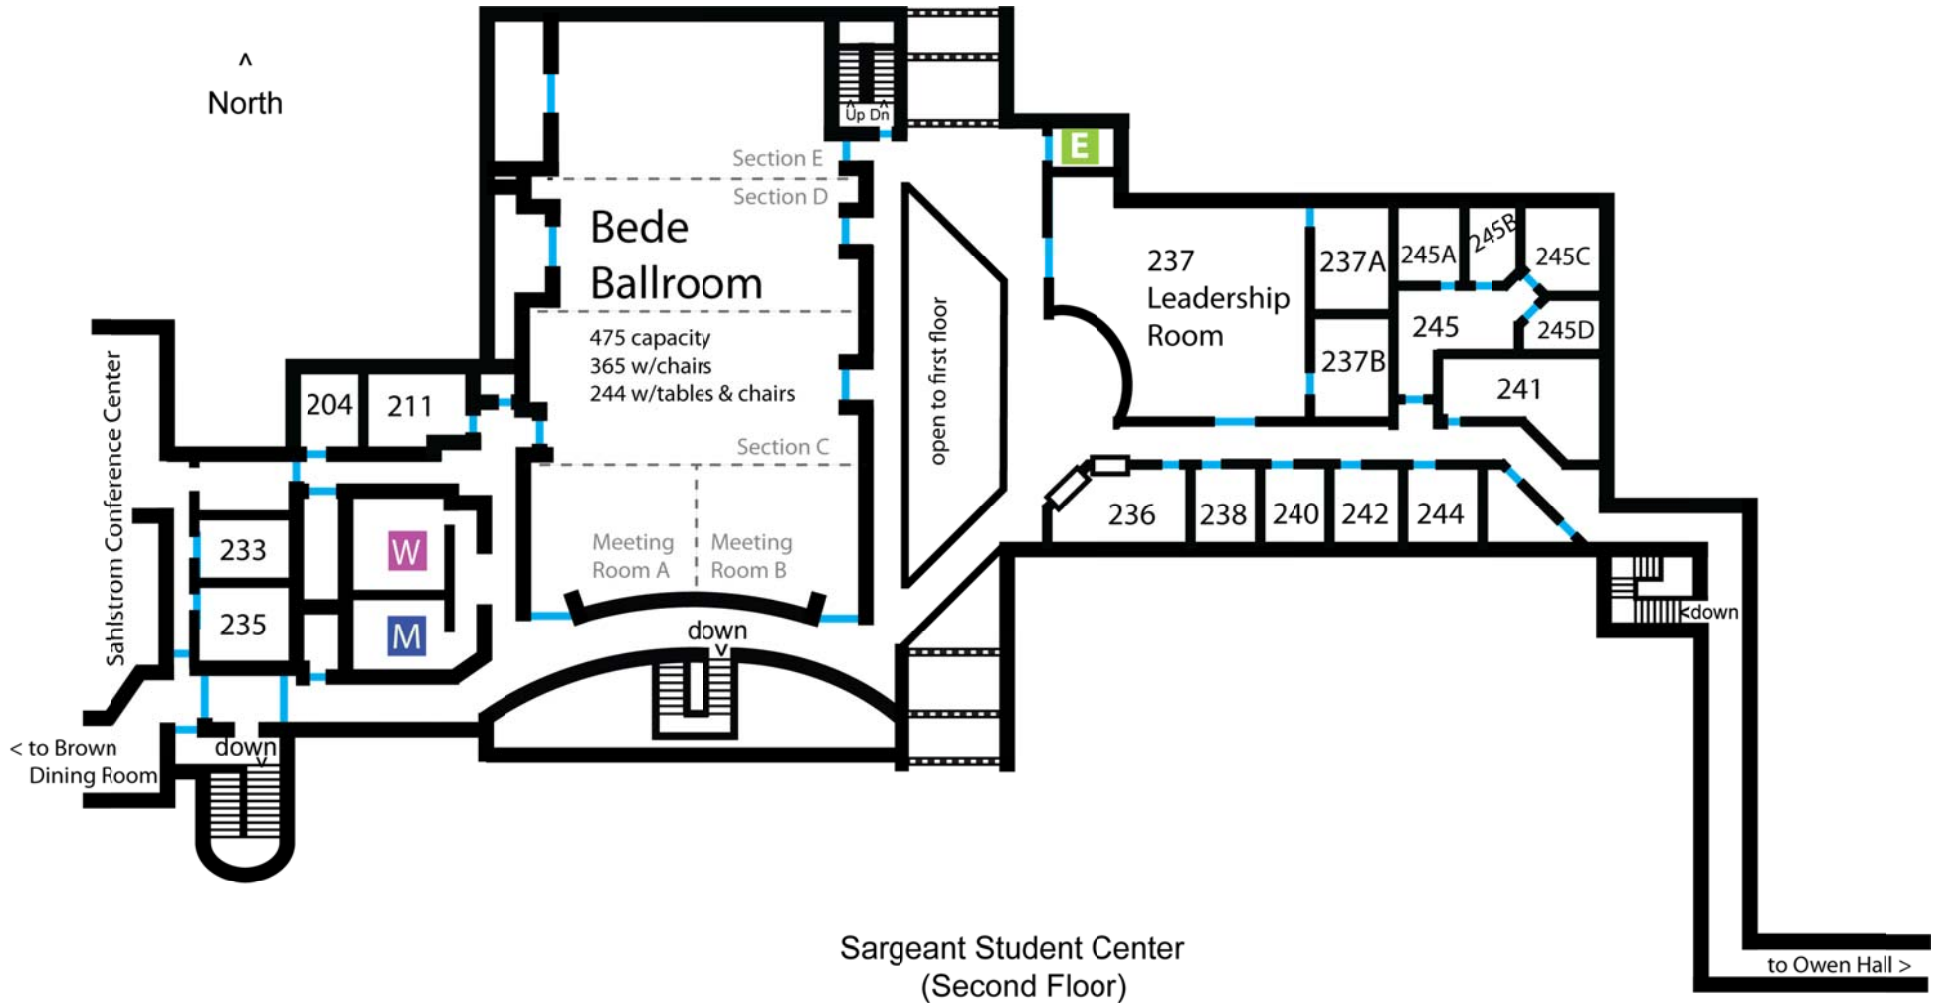 ^
North
Up Dn
E
Section E
Section D
Bede
Ballroom
475 capacity
365 w/chairs
244 w/tables & chairs
Section C
Meeting
Room A
Meeting
Room B
down
open to first floor
237
Leadership
Room
237A
237B
245A
245B
245C
245
245D
241
236
238
240
242
244
<down
to Owen Hall >
Sahlstrom Conference Center
204
211
233
235
W
M
< to Brown
Dining Room
down
Sargeant Student Center
(Second Floor)